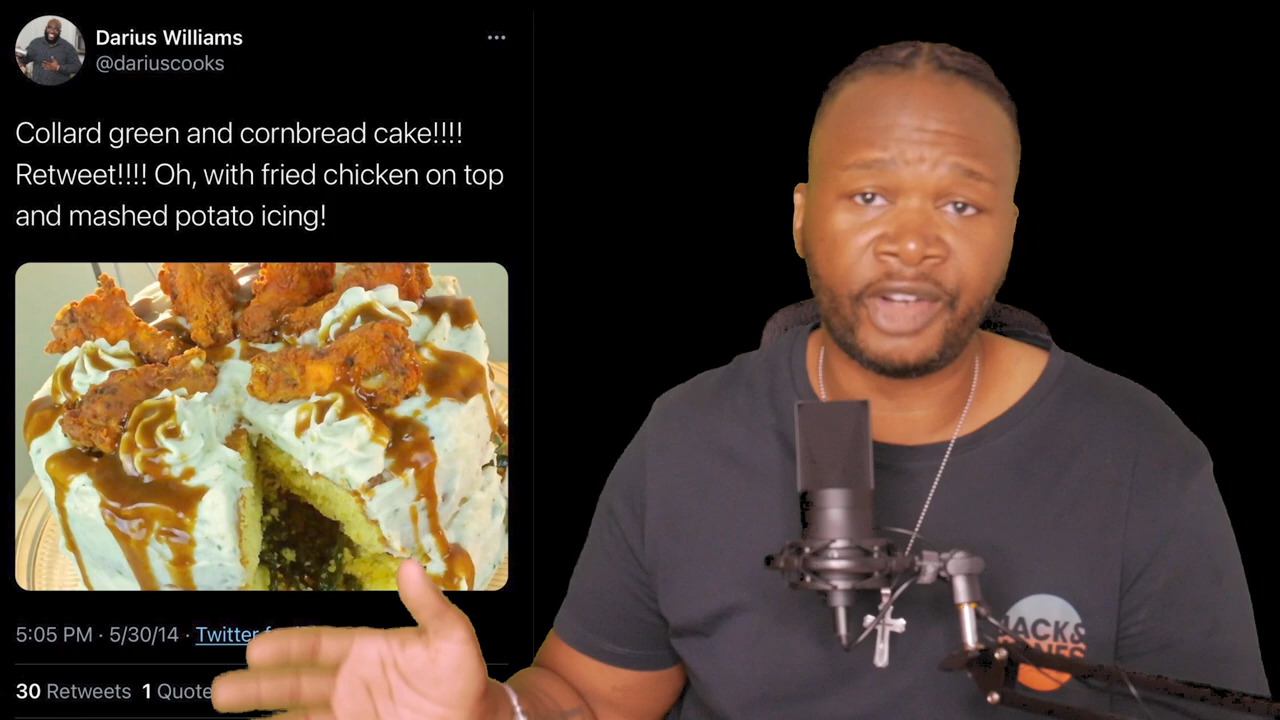 Darius Williams
@dariuscooks
Collard green and cornbread cake!!!!
Retweet!!!! Oh, with fried chicken on top
and mashed potato icing!
5:05 PM · 5/30/14 · Twitter
30 Retweets 1 Quote
JACK&